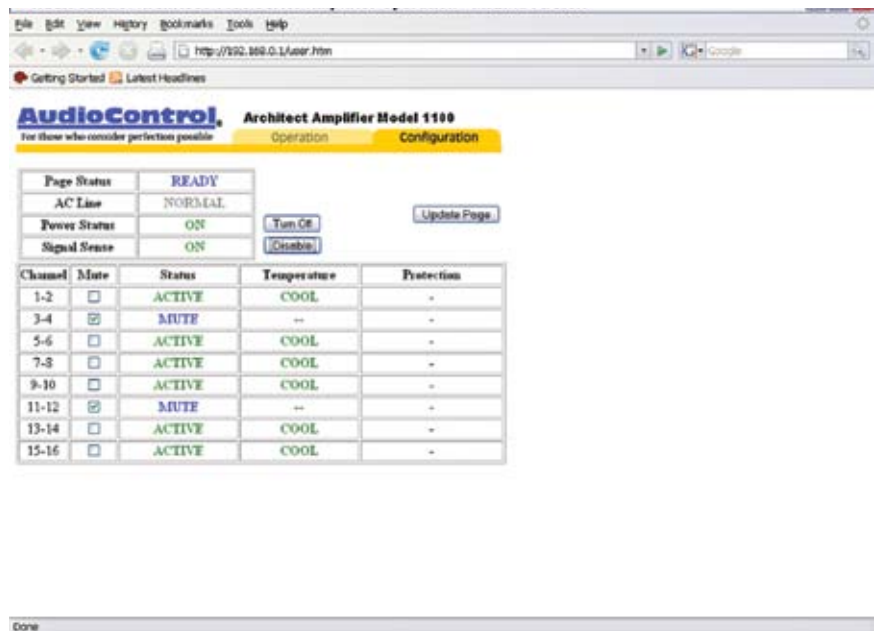 File Edit View History Bookmarks Tools Help
http://192.168.0.1/user.htm
Google
Getting Started Latest Headlines
AudioControl®
For those who consider perfection possible
Architect Amplifier Model 1100
Operation Configuration
Page Status READY
AC Line NORMAL
Power Status ON Turn Off
Signal Sense ON Disable
Update Page
Channel Mute Status Temperature Protection
1-2 ACTIVE COOL -
3-4 MUTE -- -
5-6 ACTIVE COOL -
7-8 ACTIVE COOL -
9-10 ACTIVE COOL -
11-12 MUTE -- -
13-14 ACTIVE COOL -
15-16 ACTIVE COOL -
Done